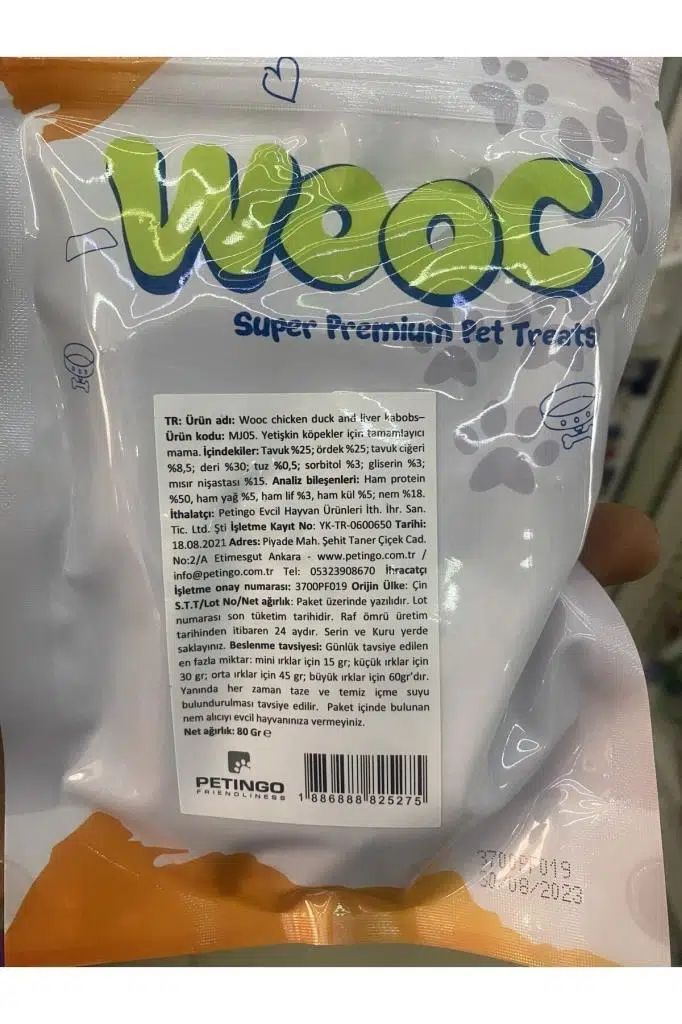 WOOC
Super Premium Pet Treats
TR: Ürün adı: Wooc chicken duck and liver kabobs–
Ürün kodu: MJ05. Yetişkin köpekler için tamamlayıcı
mama. İçindekiler: Tavuk %25; ördek %25; tavuk ciğeri
%8,5; deri %30; tuz %0,5; sorbitol %3; gliserin %3;
mısır nişastası %15. Analiz bileşenleri: Ham protein
%50, ham yağ %5, ham lif %3, ham kül %5; nem %18.
İthalatçı: Petingo Evcil Hayvan Ürünleri İth. İhr. San.
Tic. Ltd. Şti İşletme Kayıt No: YK-TR-0600650 Tarihi:
18.08.2021 Adres: Piyade Mah. Şehit Taner Çiçek Cad.
No:2/A Etimesgut Ankara - www.petingo.com.tr /
info@petingo.com.tr Tel: 05323908670 İhracatçı
İşletme onay numarası: 3700PF019 Orijin Ülke: Çin
S.T.T/Lot No/Net ağırlık: Paket üzerinde yazılıdır. Lot
numarası son tüketim tarihidir. Raf ömrü üretim
tarihinden itibaren 24 aydır. Serin ve Kuru yerde
saklayınız. Beslenme tavsiyesi: Günlük tavsiye edilen
en fazla miktar: mini ırklar için 15 gr; küçük ırklar için
30 gr; orta ırklar için 45 gr; büyük ırklar için 60gr'dır.
Yanında her zaman taze ve temiz içme suyu
bulundurulması tavsiye edilir. Paket içinde bulunan
nem alıcıyı evcil hayvanınıza vermeyiniz.
Net ağırlık: 80 Gr ℮
PETINGO
FRIENDLINESS
1 886888 825275
3700PF019
30/08/2023